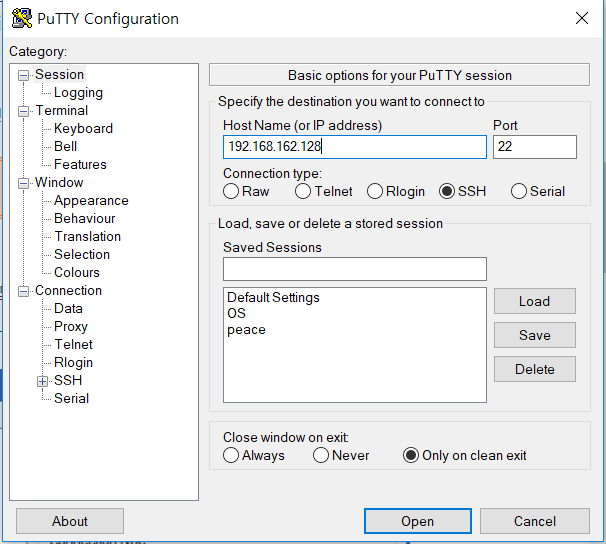 PuTTY Configuration
Category:
Session
Logging
Terminal
Keyboard
Bell
Features
Window
Appearance
Behaviour
Translation
Selection
Colours
Connection
Data
Proxy
Telnet
Rlogin
SSH
Serial
Basic options for your PuTTY session
Specify the destination you want to connect to
Host Name (or IP address) Port
192.168.162.128 22
Connection type:
Raw Telnet Rlogin SSH Serial
Load, save or delete a stored session
Saved Sessions
Default Settings
OS
peace
Load
Save
Delete
Close window on exit:
Always Never Only on clean exit
About Open Cancel